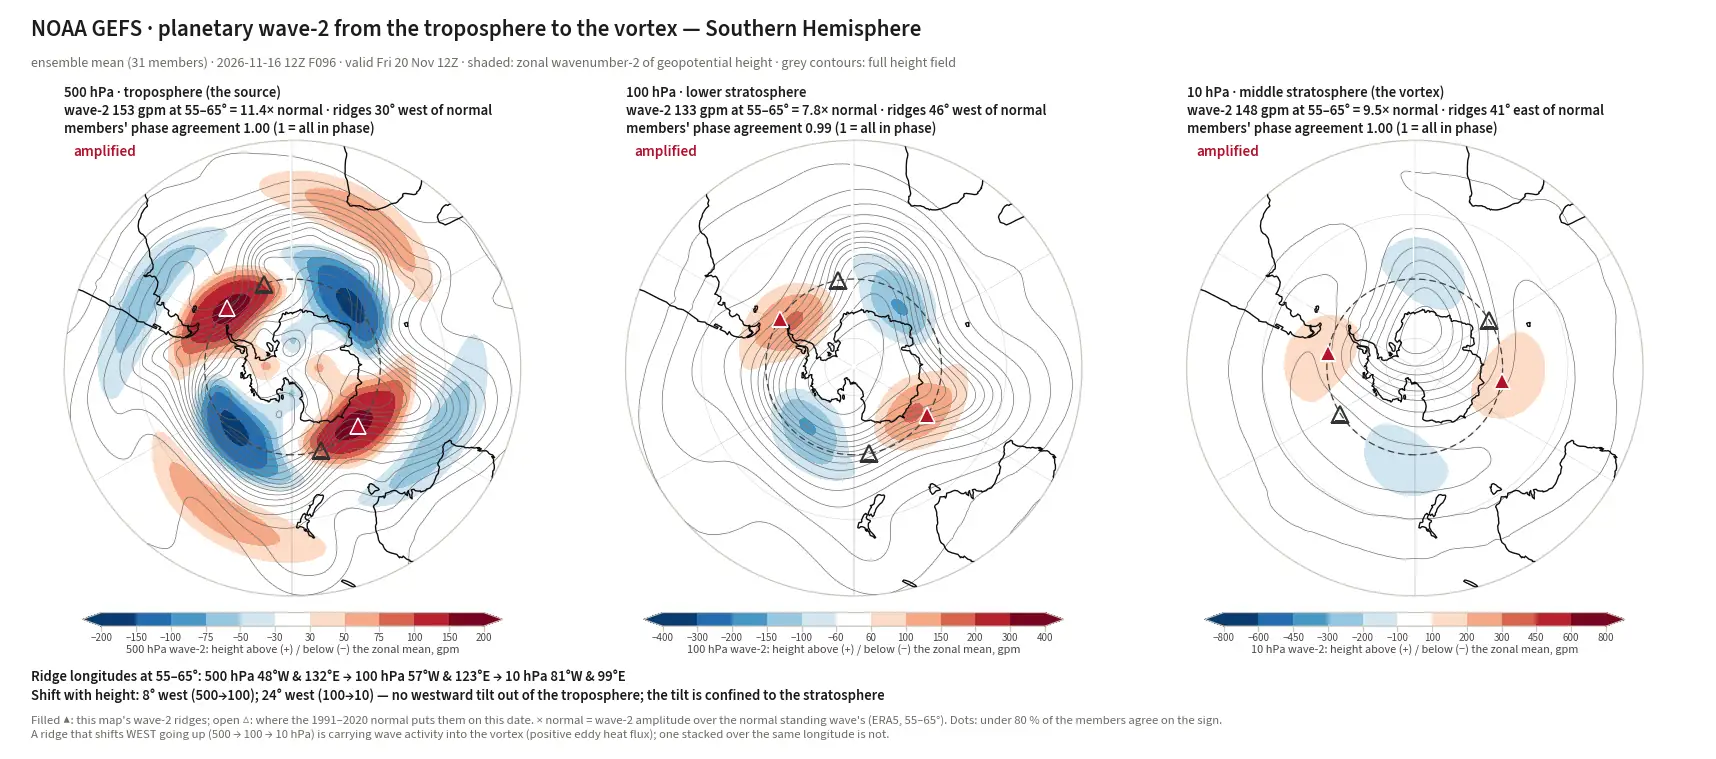 NOAA GEFS · planetary wave-2 from the troposphere to the vortex — Southern Hemisphere
ensemble mean (31 members) · 2026-11-16 12Z F096 · valid Fri 20 Nov 12Z · shaded: zonal wavenumber-2 of geopotential height · grey contours: full height field
500 hPa · troposphere (the source)
wave-2 153 gpm at 55–65° = 11.4× normal · ridges 30° west of normal
members' phase agreement 1.00 (1 = all in phase)
amplified
100 hPa · lower stratosphere
wave-2 133 gpm at 55–65° = 7.8× normal · ridges 46° west of normal
members' phase agreement 0.99 (1 = all in phase)
amplified
10 hPa · middle stratosphere (the vortex)
wave-2 148 gpm at 55–65° = 9.5× normal · ridges 41° east of normal
members' phase agreement 1.00 (1 = all in phase)
amplified
−200 −150 −100 −75 −50 −30 30 50 75 100 150 200
500 hPa wave-2: height above (+) / below (−) the zonal mean, gpm
−400 −300 −200 −150 −100 −60 60 100 150 200 300 400
100 hPa wave-2: height above (+) / below (−) the zonal mean, gpm
−800 −600 −450 −300 −200 −100 100 200 300 450 600 800
10 hPa wave-2: height above (+) / below (−) the zonal mean, gpm
Ridge longitudes at 55–65°: 500 hPa 48°W & 132°E → 100 hPa 57°W & 123°E → 10 hPa 81°W & 99°E
Shift with height: 8° west (500→100); 24° west (100→10) — no westward tilt out of the troposphere; the tilt is confined to the stratosphere
Filled ▲: this map's wave-2 ridges; open △: where the 1991–2020 normal puts them on this date. × normal = wave-2 amplitude over the normal standing wave's (ERA5, 55–65°). Dots: under 80 % of the members agree on the sign.
A ridge that shifts WEST going up (500 → 100 → 10 hPa) is carrying wave activity into the vortex (positive eddy heat flux); one stacked over the same longitude is not.